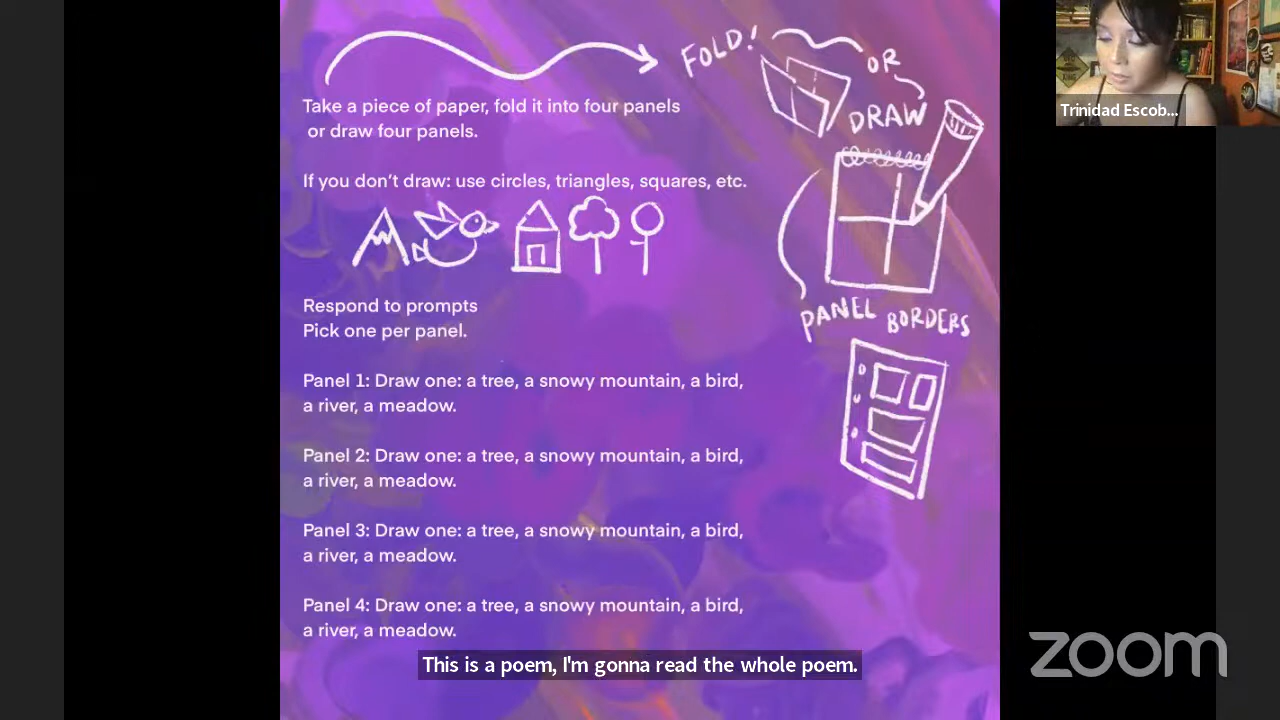 FOLD!
OR
DRAW
Take a piece of paper, fold it into four panels
or draw four panels.
If you don't draw: use circles, triangles, squares, etc.
PANEL BORDERS
Respond to prompts
Pick one per panel.
Panel 1: Draw one: a tree, a snowy mountain, a bird,
a river, a meadow.
Panel 2: Draw one: a tree, a snowy mountain, a bird,
a river, a meadow.
Panel 3: Draw one: a tree, a snowy mountain, a bird,
a river, a meadow.
Panel 4: Draw one: a tree, a snowy mountain, a bird,
a river, a meadow.
This is a poem, I'm gonna read the whole poem.
Trinidad Escob...
zoom